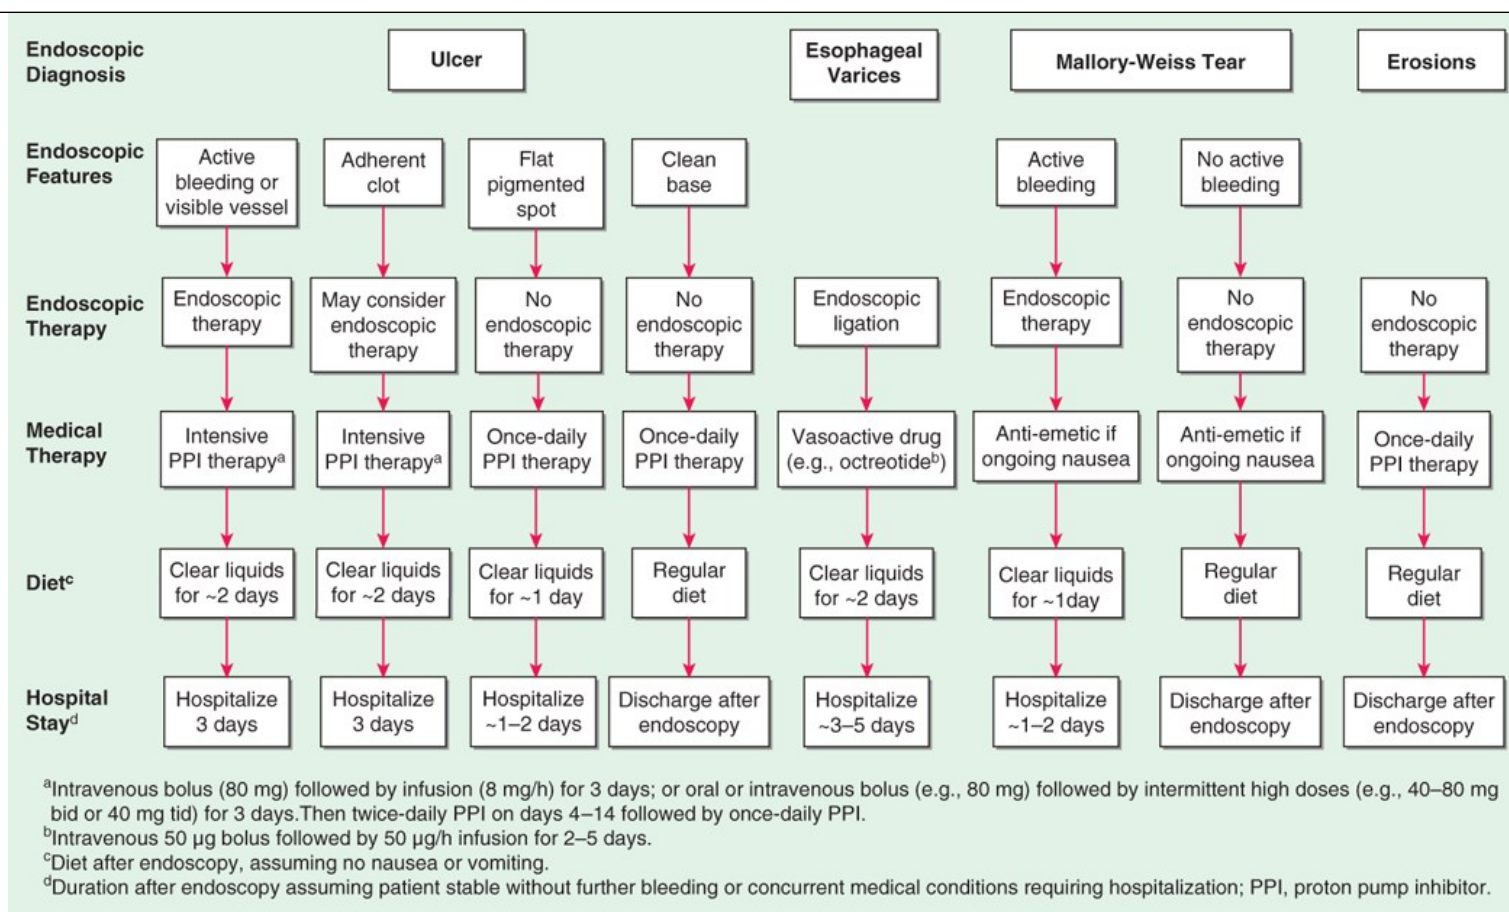 Endoscopic
Diagnosis
Ulcer
Esophageal
Varices
Mallory-Weiss Tear
Erosions
Endoscopic
Features
Active
bleeding or
visible vessel
Adherent
clot
Flat
pigmented
spot
Clean
base
Active
bleeding
No active
bleeding
Endoscopic
Therapy
Endoscopic
therapy
May consider
endoscopic
therapy
No
endoscopic
therapy
No
endoscopic
therapy
Endoscopic
ligation
Endoscopic
therapy
No
endoscopic
therapy
No
endoscopic
therapy
Medical
Therapy
Intensive
PPI therapyᵃ
Intensive
PPI therapyᵃ
Once-daily
PPI therapy
Once-daily
PPI therapy
Vasoactive drug
(e.g., octreotideᵇ)
Anti-emetic if
ongoing nausea
Anti-emetic if
ongoing nausea
Once-daily
PPI therapy
Dietᶜ
Clear liquids
for ~2 days
Clear liquids
for ~2 days
Clear liquids
for ~1 day
Regular
diet
Clear liquids
for ~2 days
Clear liquids
for ~1day
Regular
diet
Regular
diet
Hospital
Stayᵈ
Hospitalize
3 days
Hospitalize
3 days
Hospitalize
~1–2 days
Discharge after
endoscopy
Hospitalize
~3–5 days
Hospitalize
~1–2 days
Discharge after
endoscopy
Discharge after
endoscopy
ᵃIntravenous bolus (80 mg) followed by infusion (8 mg/h) for 3 days; or oral or intravenous bolus (e.g., 80 mg) followed by intermittent high doses (e.g., 40–80 mg
bid or 40 mg tid) for 3 days.Then twice-daily PPI on days 4–14 followed by once-daily PPI.
ᵇIntravenous 50 μg bolus followed by 50 μg/h infusion for 2–5 days.
ᶜDiet after endoscopy, assuming no nausea or vomiting.
ᵈDuration after endoscopy assuming patient stable without further bleeding or concurrent medical conditions requiring hospitalization; PPI, proton pump inhibitor.